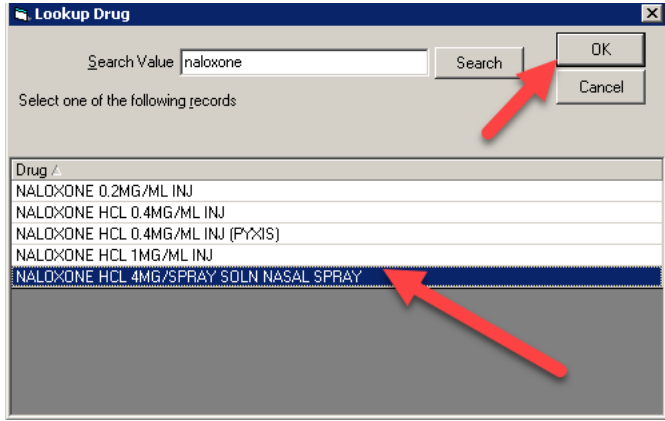 Lookup Drug
Search Value naloxone Search OK
Select one of the following records Cancel
Drug
NALOXONE 0.2MG/ML INJ
NALOXONE HCL 0.4MG/ML INJ
NALOXONE HCL 0.4MG/ML INJ (PYXIS)
NALOXONE HCL 1MG/ML INJ
NALOXONE HCL 4MG/SPRAY SOLN NASAL SPRAY